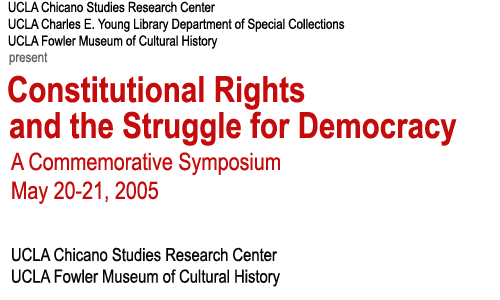 UCLA Chicano Studies Research Center
UCLA Charles E. Young Library Department of Special Collections
UCLA Fowler Museum of Cultural History
present
Constitutional Rights
and the Struggle for Democracy
A Commemorative Symposium
May 20-21, 2005
UCLA Chicano Studies Research Center
UCLA Fowler Museum of Cultural History